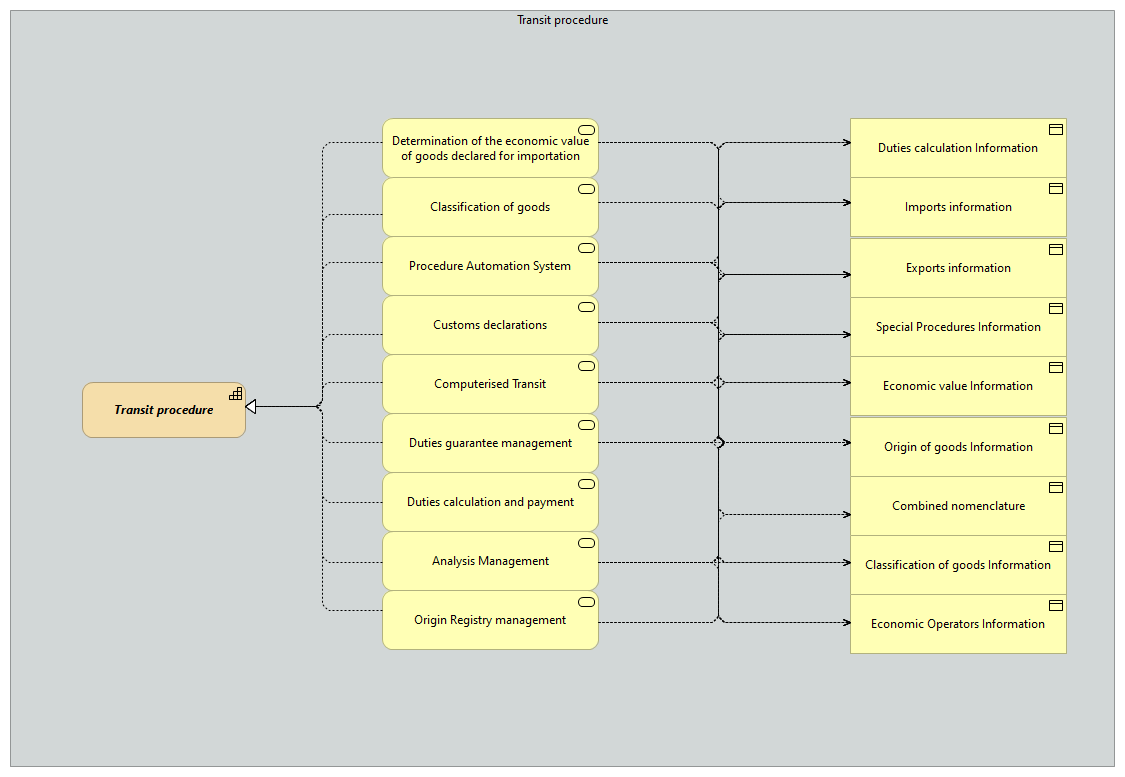 Transit procedure
Transit procedure
Determination of the economic value
of goods declared for importation
Classification of goods
Procedure Automation System
Customs declarations
Computerised Transit
Duties guarantee management
Duties calculation and payment
Analysis Management
Origin Registry management
Duties calculation Information
Imports information
Exports information
Special Procedures Information
Economic value Information
Origin of goods Information
Combined nomenclature
Classification of goods Information
Economic Operators Information